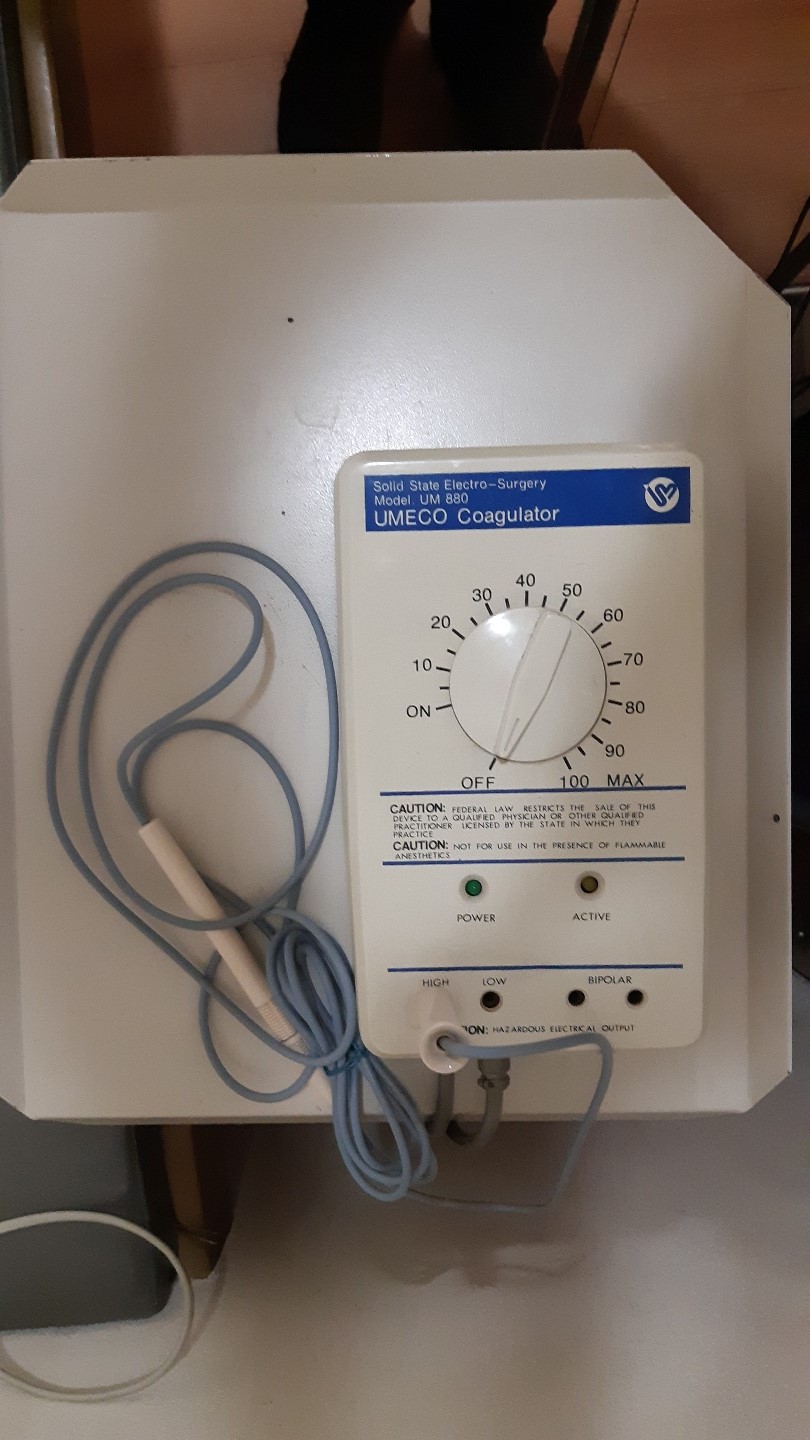 Solid State Electro-Surgery
Model. UM 880
UMECO Coagulator
40
30
50
20
60
10
70
ON
80
90
OFF
100 MAX
CAUTION: FEDERAL LAW RESTRICTS THE SALE OF THIS
DEVICE TO A QUALIFIED PHYSICIAN OR OTHER QUALIFIED
PRACTITIONER LICENSED BY THE STATE IN WHICH THEY
PRACTICE
CAUTION: NOT FOR USE IN THE PRESENCE OF FLAMMABLE
ANESTHETICS
POWER
ACTIVE
HIGH
LOW
BIPOLAR
ION: HAZARDOUS ELECTRICAL OUTPUT